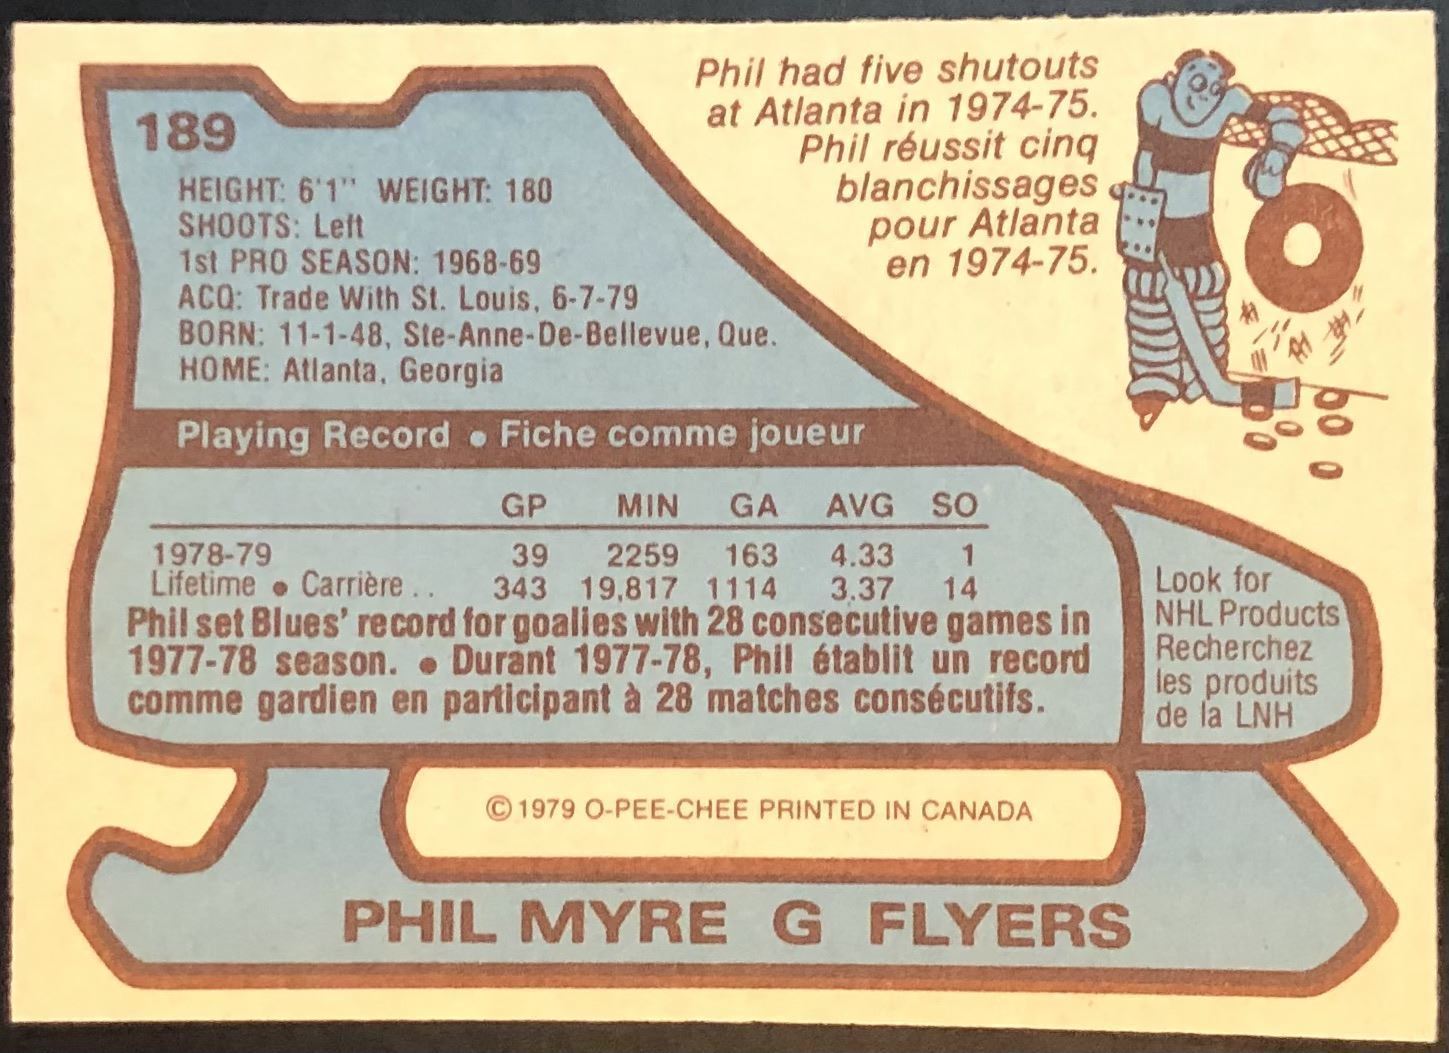 189
HEIGHT: 6'1" WEIGHT: 180
SHOOTS: Left
1st PRO SEASON: 1968-69
ACQ: Trade With St. Louis, 6-7-79
BORN: 11-1-48, Ste-Anne-De-Bellevue, Que.
HOME: Atlanta, Georgia
Phil had five shutouts
at Atlanta in 1974-75.
Phil réussit cinq
blanchissages
pour Atlanta
en 1974-75.
Playing Record • Fiche comme joueur
GP MIN GA AVG SO
1978-79 39 2259 163 4.33 1
Lifetime • Carrière .. 343 19,817 1114 3.37 14
Phil set Blues' record for goalies with 28 consecutive games in
1977-78 season. • Durant 1977-78, Phil établit un record
comme gardien en participant à 28 matches consécutifs.
Look for
NHL Products
Recherchez
les produits
de la LNH
© 1979 O-PEE-CHEE PRINTED IN CANADA
PHIL MYRE G FLYERS